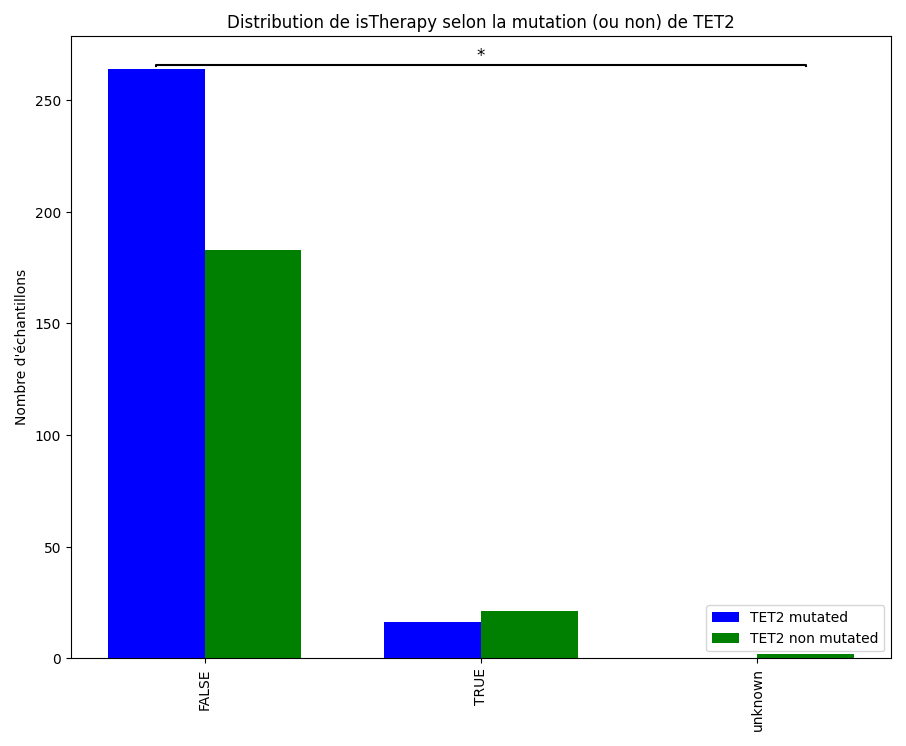 Distribution de isTherapy selon la mutation (ou non) de TET2
*
Nombre d'échantillons
250
200
150
100
50
0
FALSE
TRUE
unknown
TET2 mutated
TET2 non mutated